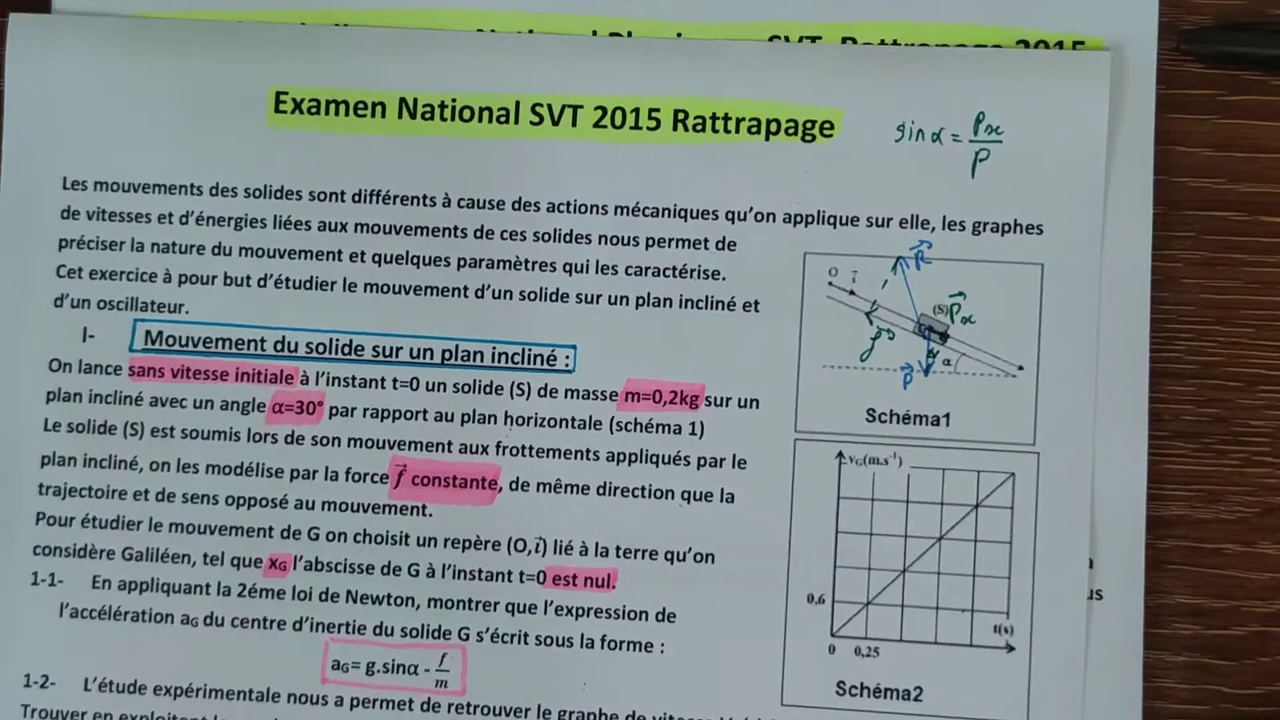 SVT Rattrapage 2015
Examen National SVT 2015 Rattrapage
sin α = Px / P
Les mouvements des solides sont différents à cause des actions mécaniques qu'on applique sur elle, les graphes
de vitesses et d'énergies liées aux mouvements de ces solides nous permet de
préciser la nature du mouvement et quelques paramètres qui les caractérise.
Cet exercice à pour but d'étudier le mouvement d'un solide sur un plan incliné et
d'un oscillateur.
I- Mouvement du solide sur un plan incliné :
On lance sans vitesse initiale à l'instant t=0 un solide (S) de masse m=0,2kg sur un
plan incliné avec un angle α=30° par rapport au plan horizontale (schéma 1)
Le solide (S) est soumis lors de son mouvement aux frottements appliqués par le
plan incliné, on les modélise par la force f⃗ constante, de même direction que la
trajectoire et de sens opposé au mouvement.
Pour étudier le mouvement de G on choisit un repère (O,i⃗) lié à la terre qu'on
considère Galiléen, tel que xG l'abscisse de G à l'instant t=0 est nul.
1-1- En appliquant la 2éme loi de Newton, montrer que l'expression de
l'accélération aG du centre d'inertie du solide G s'écrit sous la forme :
aG= g.sinα - f/m
1-2- L'étude expérimentale nous a permet de retrouver le graphe de
Trouver en
O i⃗
R⃗
(S) P⃗x
f⃗
P⃗
α
Schéma1
vG(m.s⁻¹)
0,6
t(s)
0 0,25
Schéma2
us